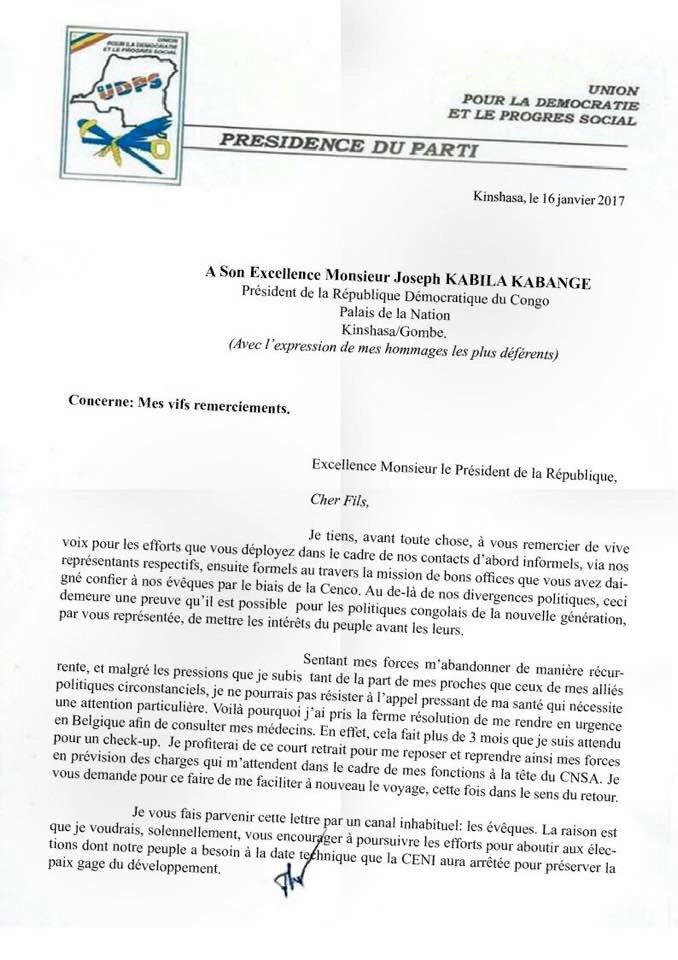 UNION
POUR LA DEMOCRATIE
ET LE PROGRES SOCIAL
UDPS
UNION
POUR LA DEMOCRATIE
ET LE PROGRES SOCIAL
PRESIDENCE DU PARTI
Kinshasa, le 16 janvier 2017
A Son Excellence Monsieur Joseph KABILA KABANGE
Président de la République Démocratique du Congo
Palais de la Nation
Kinshasa/Gombe.
(Avec l’expression de mes hommages les plus déférents)
Concerne: Mes vifs remerciements.
Excellence Monsieur le Président de la République,
Cher Fils,
Je tiens, avant toute chose, à vous remercier de vive
voix pour les efforts que vous déployez dans le cadre de nos contacts d’abord informels, via nos
représentants respectifs, ensuite formels au travers la mission de bons offices que vous avez dai-
gné confier à nos évêques par le biais de la Cenco. Au de-là de nos divergences politiques, ceci
demeure une preuve qu’il est possible pour les politiques congolais de la nouvelle génération,
par vous représentée, de mettre les intérêts du peuple avant les leurs.
Sentant mes forces m’abandonner de manière récur-
rente, et malgré les pressions que je subis tant de la part de mes proches que ceux de mes alliés
politiques circonstanciels, je ne pourrais pas résister à l’appel pressant de ma santé qui nécessite
une attention particulière. Voilà pourquoi j’ai pris la ferme résolution de me rendre en urgence
en Belgique afin de consulter mes médecins. En effet, cela fait plus de 3 mois que je suis attendu
pour un check-up. Je profiterai de ce court retrait pour me reposer et reprendre ainsi mes forces
en prévision des charges qui m’attendent dans le cadre de mes fonctions à la tête du CNSA. Je
vous demande pour ce faire de me faciliter à nouveau le voyage, cette fois dans le sens du retour.
Je vous fais parvenir cette lettre par un canal inhabituel: les évêques. La raison est
que je voudrais, solennellement, vous encourager à poursuivre les efforts pour aboutir aux élec-
tions dont notre peuple a besoin à la date technique que la CENI aura arrêtée pour préserver la
paix gage du développement.